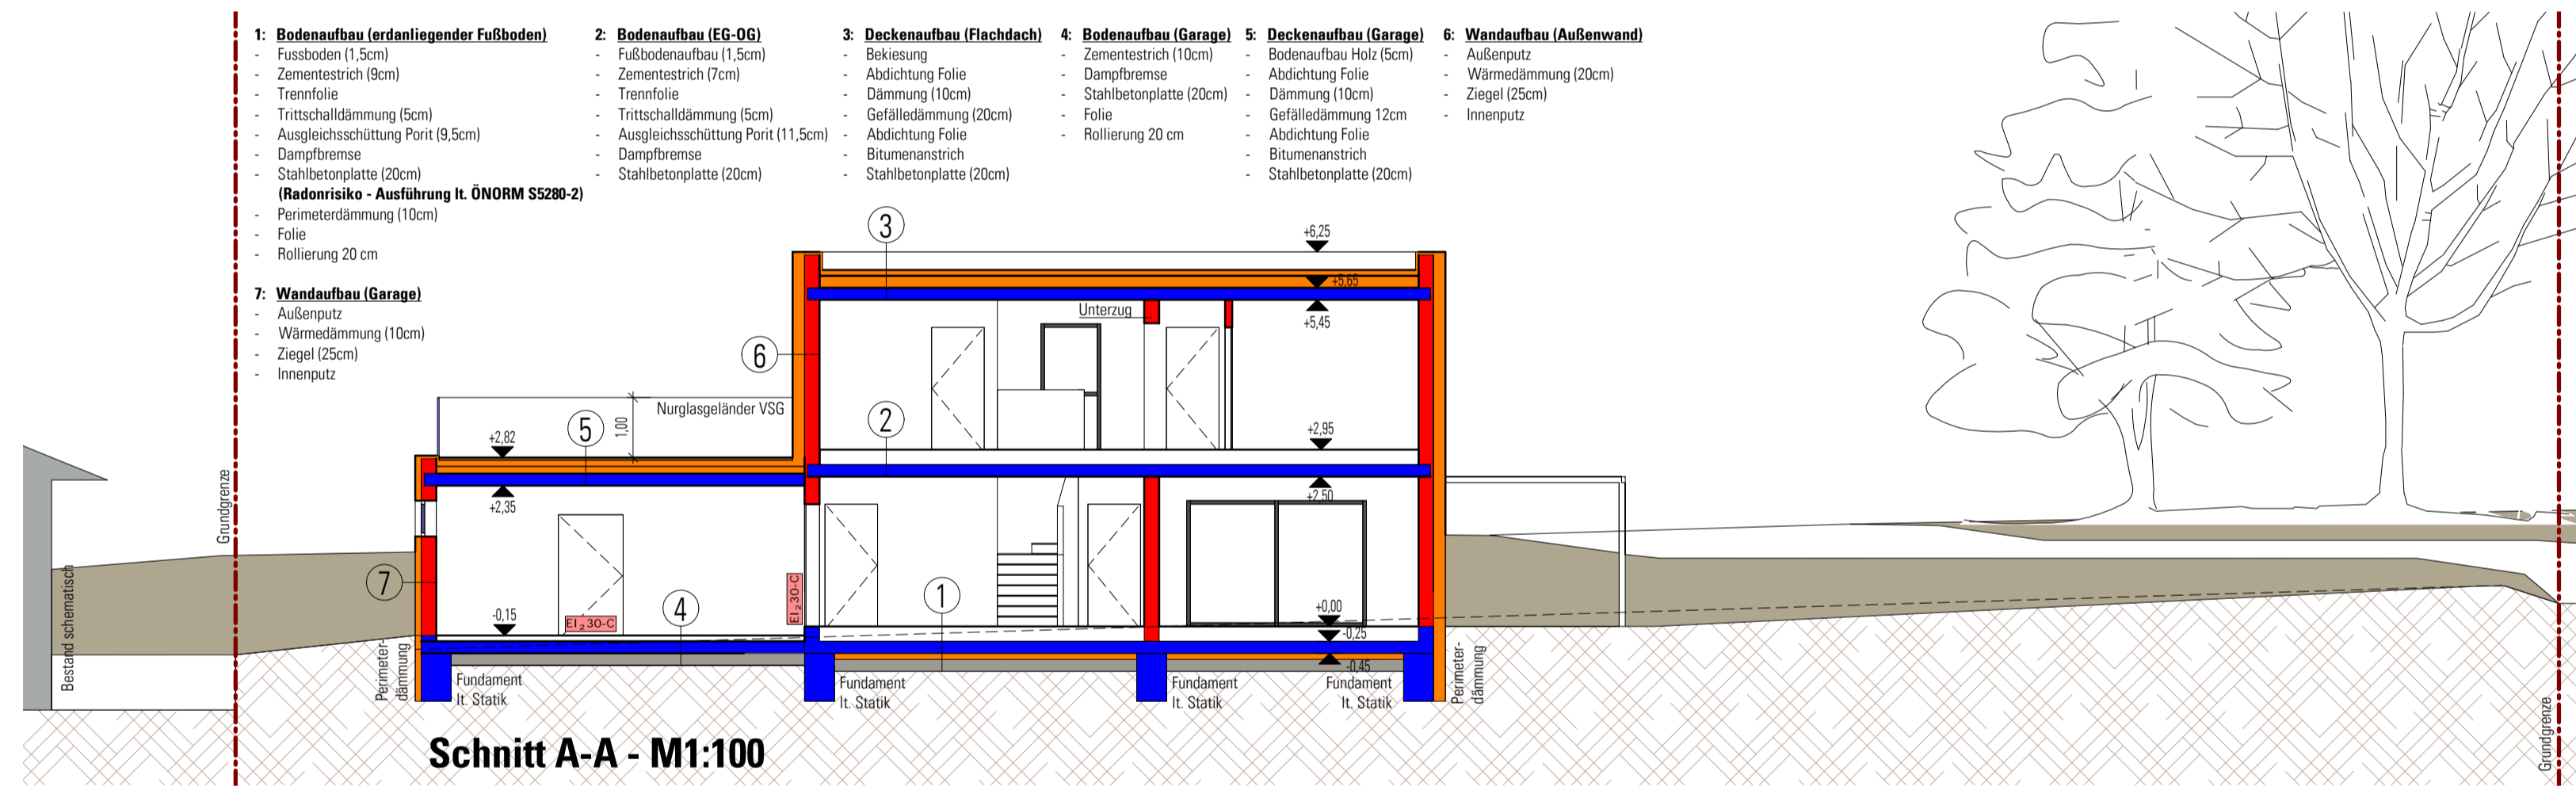 1: Bodenaufbau (erdanliegender Fußboden)
- Fussboden (1,5cm)
- Zementestrich (9cm)
- Trennfolie
- Trittschalldämmung (5cm)
- Ausgleichsschüttung Porit (9,5cm)
- Dampfbremse
- Stahlbetonplatte (20cm)
(Radonrisiko - Ausführung lt. ÖNORM S5280-2)
- Perimeterdämmung (10cm)
- Folie
- Rollierung 20 cm
2: Bodenaufbau (EG-OG)
- Fußbodenaufbau (1,5cm)
- Zementestrich (7cm)
- Trennfolie
- Trittschalldämmung (5cm)
- Ausgleichsschüttung Porit (11,5cm)
- Dampfbremse
- Stahlbetonplatte (20cm)
3: Deckenaufbau (Flachdach)
- Bekiesung
- Abdichtung Folie
- Dämmung (10cm)
- Gefälledämmung (20cm)
- Abdichtung Folie
- Bitumenanstrich
- Stahlbetonplatte (20cm)
4: Bodenaufbau (Garage)
- Zementestrich (10cm)
- Dampfbremse
- Stahlbetonplatte (20cm)
- Folie
- Rollierung 20 cm
5: Deckenaufbau (Garage)
- Bodenaufbau Holz (5cm)
- Abdichtung Folie
- Dämmung (10cm)
- Gefälledämmung 12cm
- Abdichtung Folie
- Bitumenanstrich
- Stahlbetonplatte (20cm)
6: Wandaufbau (Außenwand)
- Außenputz
- Wärmedämmung (20cm)
- Ziegel (25cm)
- Innenputz
7: Wandaufbau (Garage)
- Außenputz
- Wärmedämmung (10cm)
- Ziegel (25cm)
- Innenputz
3
+6,25
+5,65
+5,45
Unterzug
6
Nurglasgeländer VSG
1,00
2
5
+2,82
+2,95
+2,35
+2,50
Grundgrenze
Bestand schematisch
7
-0,15
EI₂30-C
4
EI₂30-C
1
+0,00
-0,25
-0,45
Perimeter-
dämmung
Fundament
lt. Statik
Fundament
lt. Statik
Fundament
lt. Statik
Fundament
lt. Statik
Perimeter-
dämmung
Grundgrenze
Schnitt A-A - M1:100